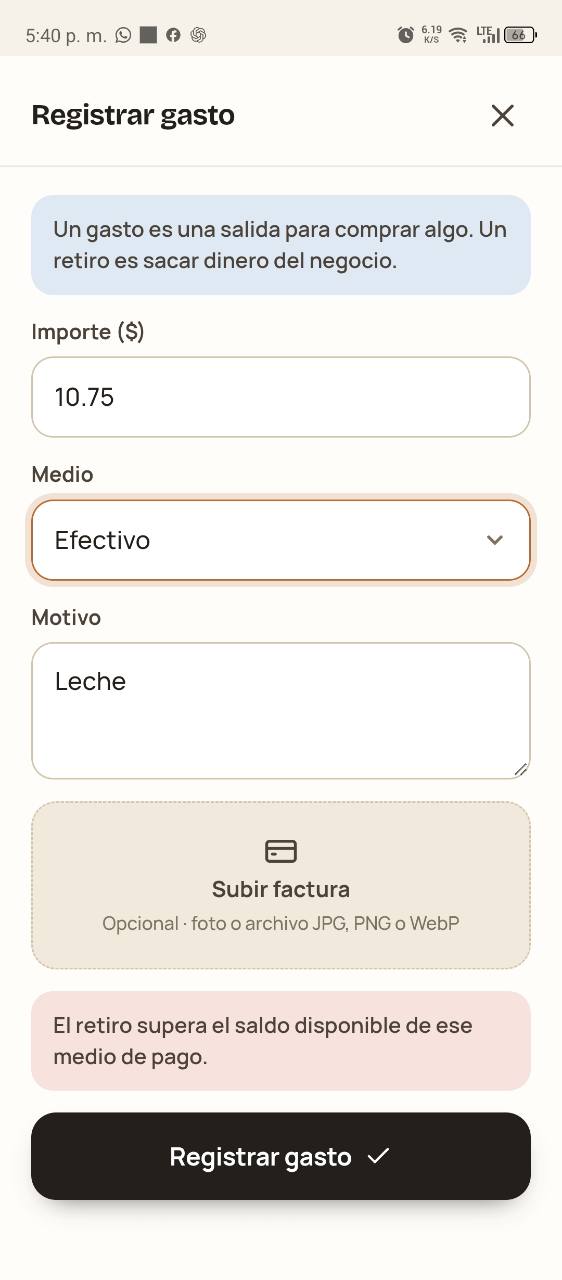 5:40 p. m.
6.19
K/S
LTE
66
Registrar gasto
Un gasto es una salida para comprar algo. Un
retiro es sacar dinero del negocio.
Importe ($)
10.75
Medio
Efectivo
Motivo
Leche
Subir factura
Opcional · foto o archivo JPG, PNG o WebP
El retiro supera el saldo disponible de ese
medio de pago.
Registrar gasto